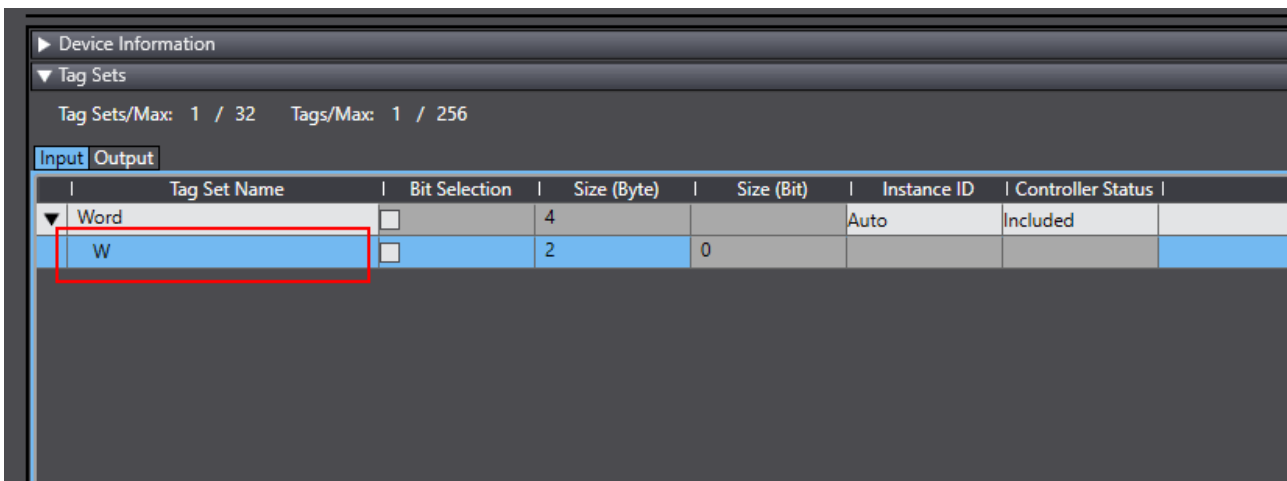 Device Information
Tag Sets
Tag Sets/Max: 1 / 32 Tags/Max: 1 / 256
Input Output
Tag Set Name Bit Selection Size (Byte) Size (Bit) Instance ID Controller Status
Word 4 Auto Included
W 2 0